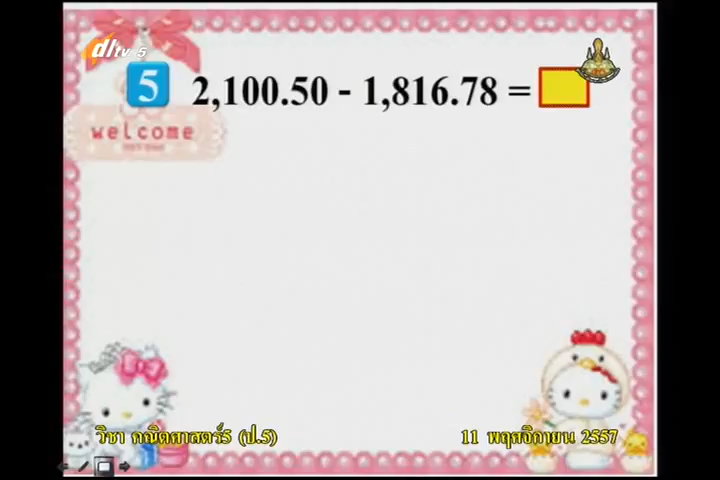 dltv 5
5 2,100.50 - 1,816.78 =
welcome
วิชา คณิตศาสตร์5 (ป.5)
11 พฤศจิกายน 2557